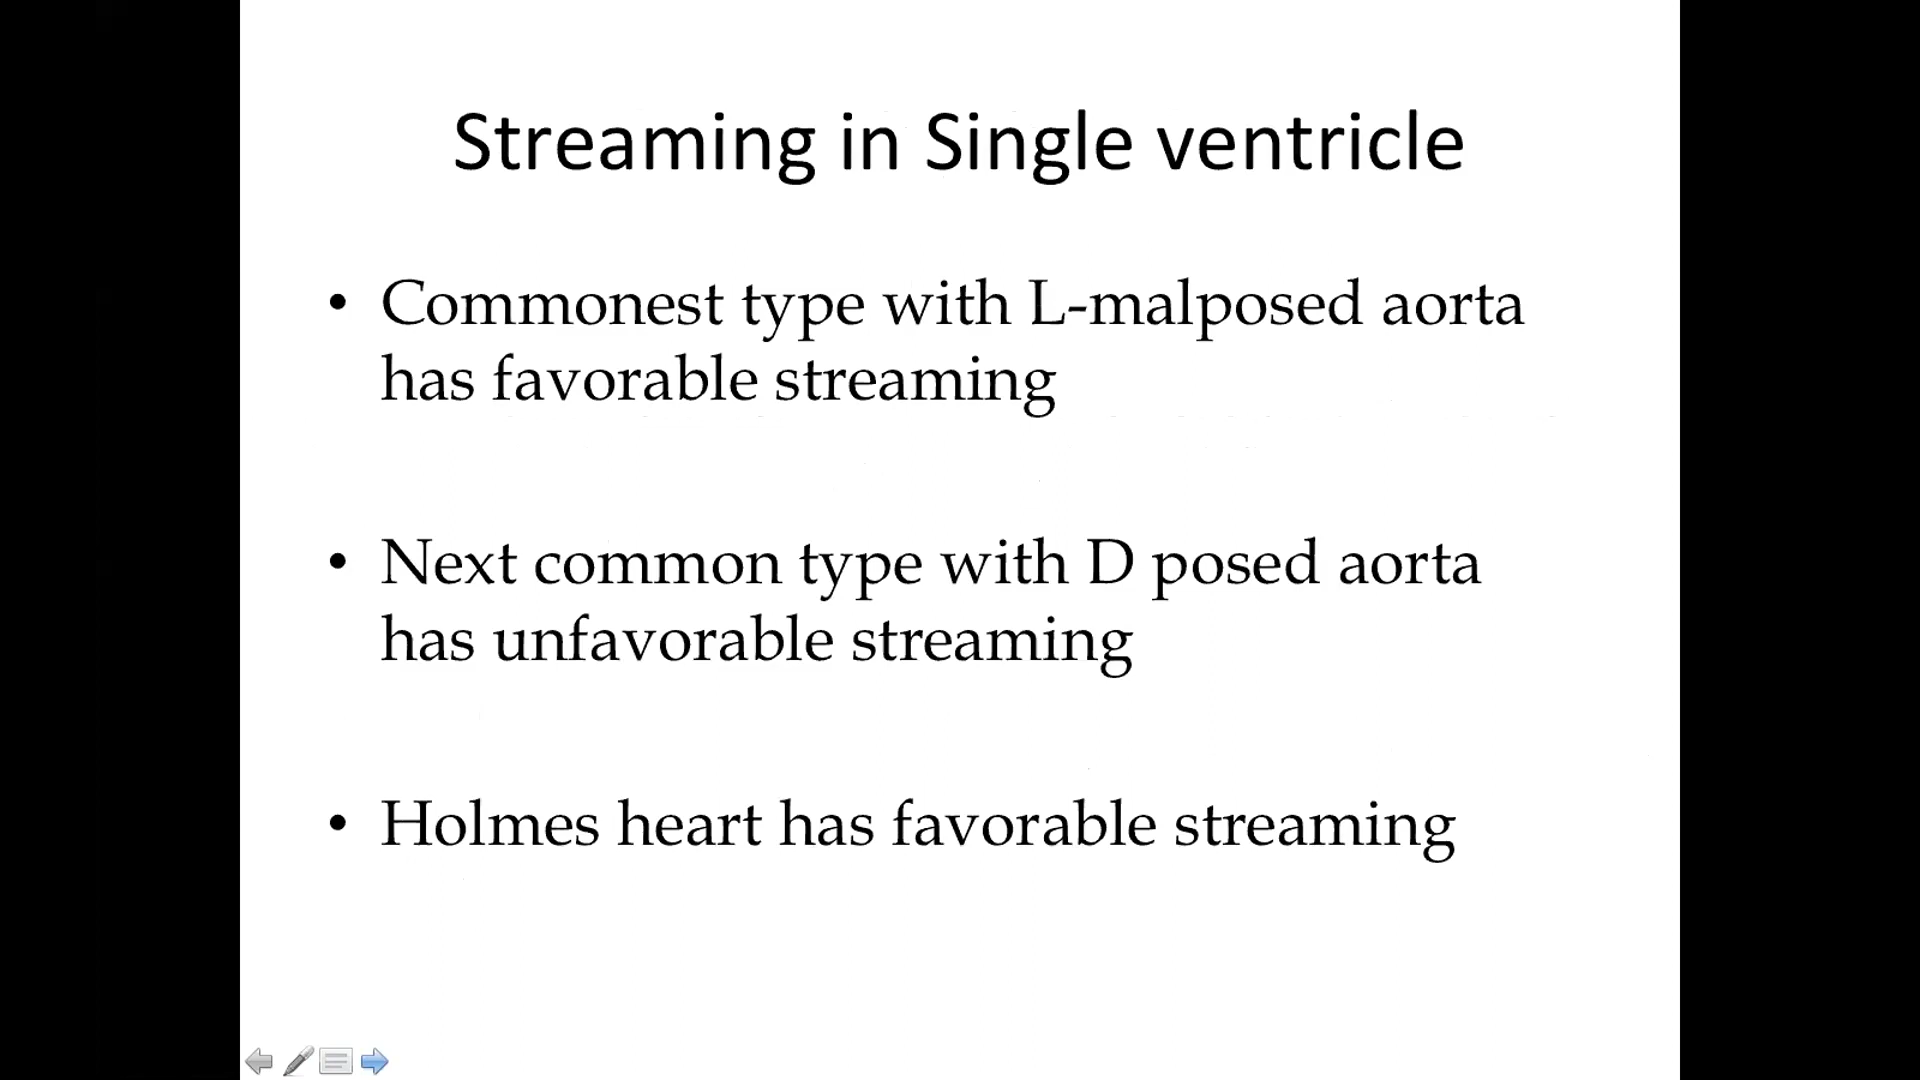 Streaming in Single ventricle
• Commonest type with L-malposed aorta
has favorable streaming
• Next common type with D posed aorta
has unfavorable streaming
• Holmes heart has favorable streaming